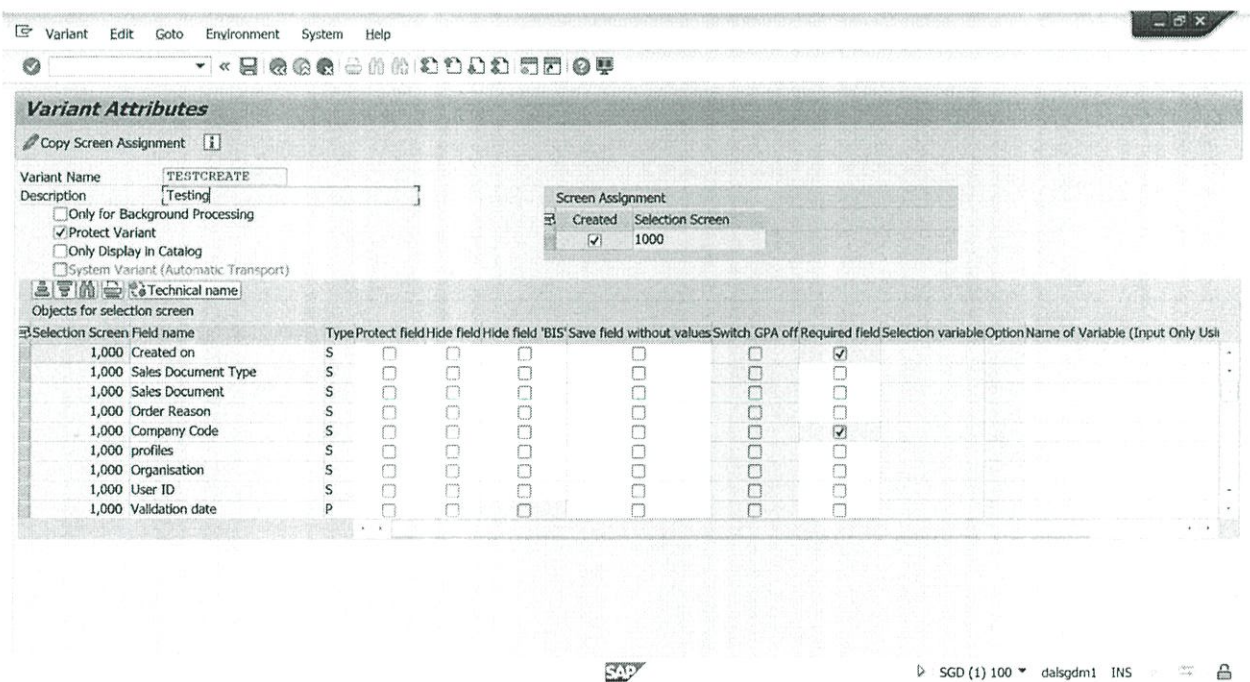 Variant Edit Goto Environment System Help
Variant Attributes
Copy Screen Assignment
Variant Name TESTCREATE
Description Testing
Only for Background Processing
Protect Variant
Only Display in Catalog
System Variant (Automatic Transport)
Screen Assignment
Created Selection Screen
1000
Technical name
Objects for selection screen
Selection Screen Field name Type Protect field Hide field Hide field 'BIS' Save field without values Switch GPA off Required field Selection variable Option Name of Variable (Input Only Usin
1,000 Created on S
1,000 Sales Document Type S
1,000 Sales Document S
1,000 Order Reason S
1,000 Company Code S
1,000 profiles S
1,000 Organisation S
1,000 User ID S
1,000 Validation date P
SAP SGD (1) 100 dalsgdm1 INS